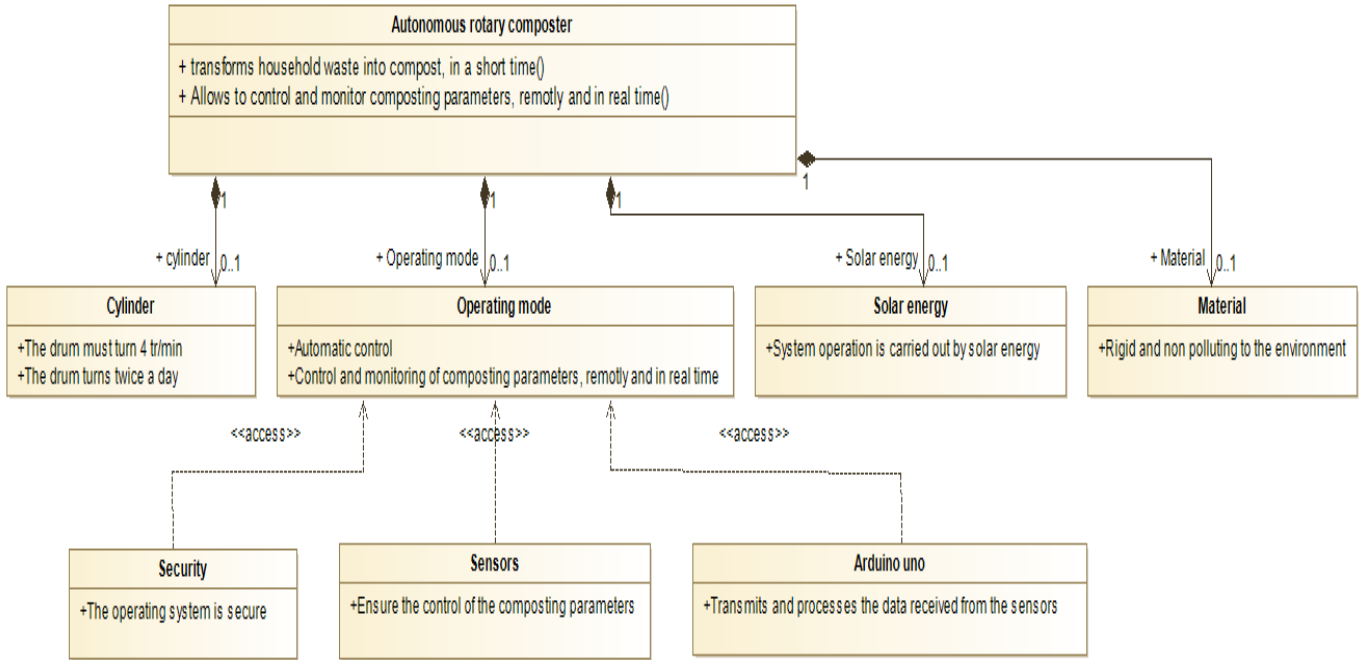 Autonomous rotary composter
+ transforms household waste into compost, in a short time()
+ Allows to control and monitor composting parameters, remotly and in real time()
1
1
1
1
+ cylinder
0..1
+ Operating mode
0..1
+ Solar energy
0..1
+ Material
0..1
Cylinder
+The drum must turn 4 tr/min
+The drum turns twice a day
Operating mode
+Automatic control
+Control and monitoring of composting parameters, remotly and in real time
Solar energy
+System operation is carried out by solar energy
Material
+Rigid and non polluting to the environment
<<access>>
<<access>>
<<access>>
Security
+The operating system is secure
Sensors
+Ensure the control of the composting parameters
Arduino uno
+Transmits and processes the data received from the sensors